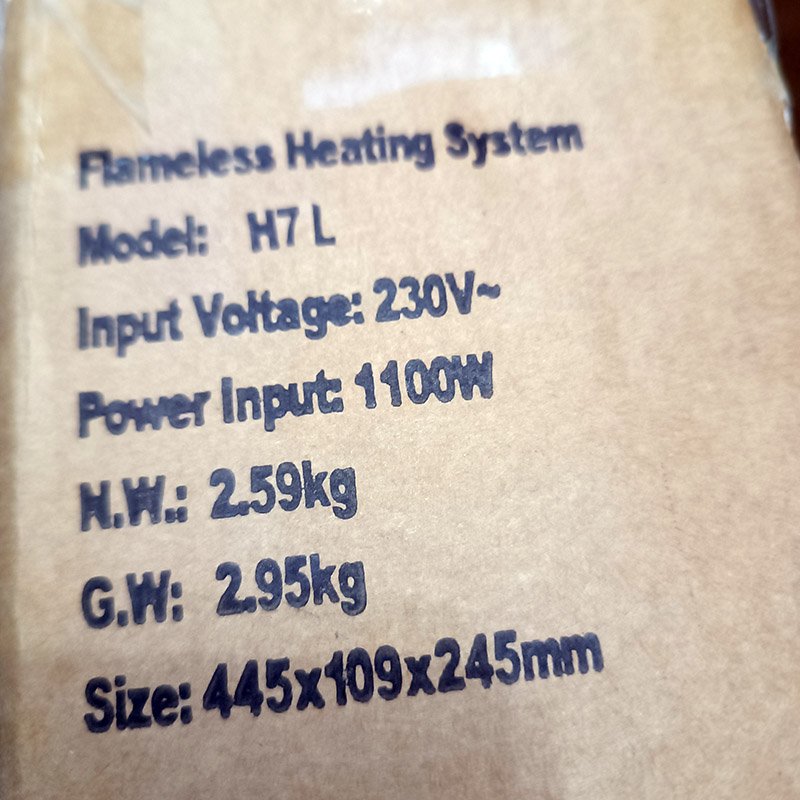 Flameless Heating System
Model: H7 L
Input Voltage: 230V~
Power Input: 1100W
N.W.: 2.59kg
G.W: 2.95kg
Size: 445x109x245mm